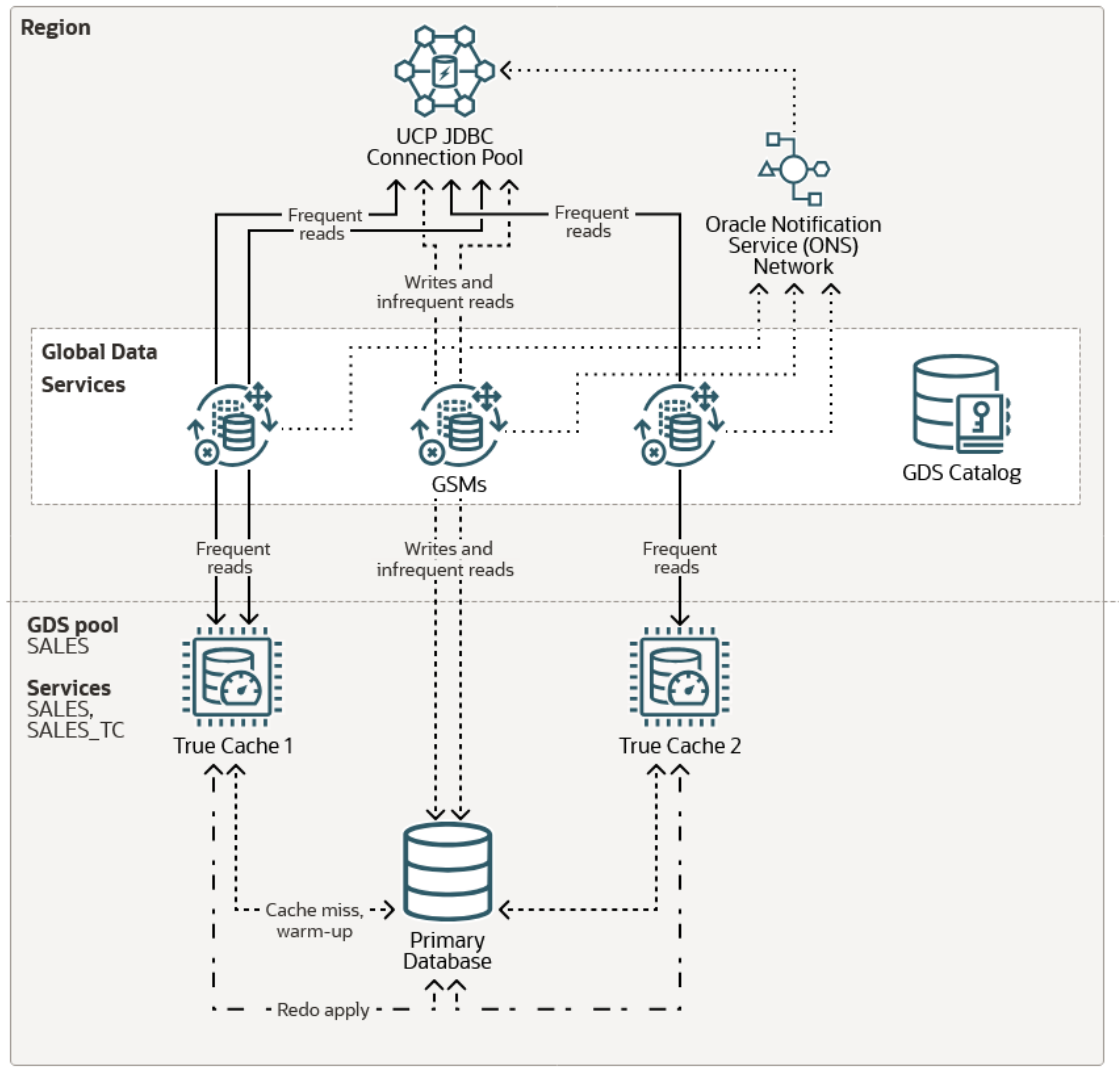 Region
UCP JDBC
Connection Pool
Frequent
reads
Frequent
reads
Oracle Notification
Service (ONS)
Network
Writes and
infrequent reads
Global Data
Services
GSMs
GDS Catalog
Frequent
reads
Writes and
infrequent reads
Frequent
reads
GDS pool
SALES
Services
SALES,
SALES_TC
True Cache 1
True Cache 2
Cache miss,
warm-up
Primary
Database
Redo apply